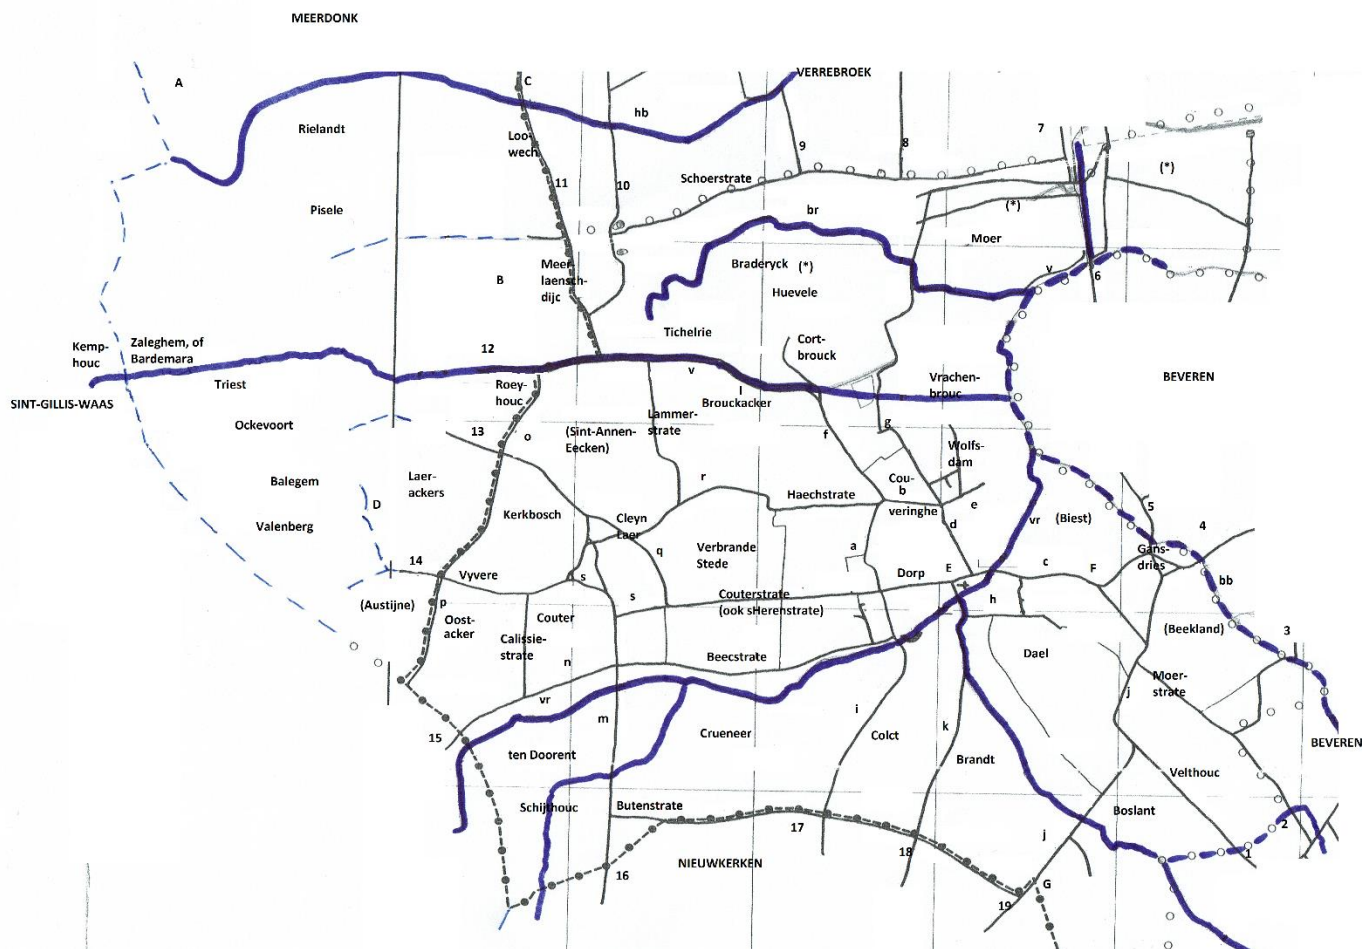 MEERDONK
VERREBROEK
A
C
hb
Rielandt
Loo-
wech
7
9
8
(*)
Schoerstrate
11
10
Pisele
br
(*)
Moer
B
Meer-
laensch-
dijc
Braderyck (*)
Huevele
v
6
Tichelrie
Kemp-
houc
Zaleghem, of
Bardemara
12
Cort-
brouck
v
Triest
Roey-
houc
l
Brouckacker
Vrachen-
brouc
BEVEREN
SINT-GILLIS-WAAS
Ockevoort
Lammer-
strate
13
o
(Sint-Annen-
Eecken)
f
g
Wolfs-
dam
Balegem
Laer-
ackers
r
Cou-
b
veringhe
Haechstrate
e
D
Kerkbosch
Cleyn
Laer
d
vr
(Biest)
5
4
Valenberg
Verbrande
Stede
q
a
Gans-
dries
14
Vyvere
s
Dorp
E
c
F
bb
(Austijne)
p
s
Couterstrate
(ook sHerenstrate)
h
Oost-
acker
Couter
Calissie-
strate
(Beekland)
3
n
Beecstrate
Dael
Moer-
strate
vr
m
i
k
j
15
Crueneer
Colct
BEVEREN
ten Doorent
Brandt
Velthouc
Schijthouc
Butenstrate
Boslant
17
j
2
18
1
NIEUWKERKEN
16
G
19